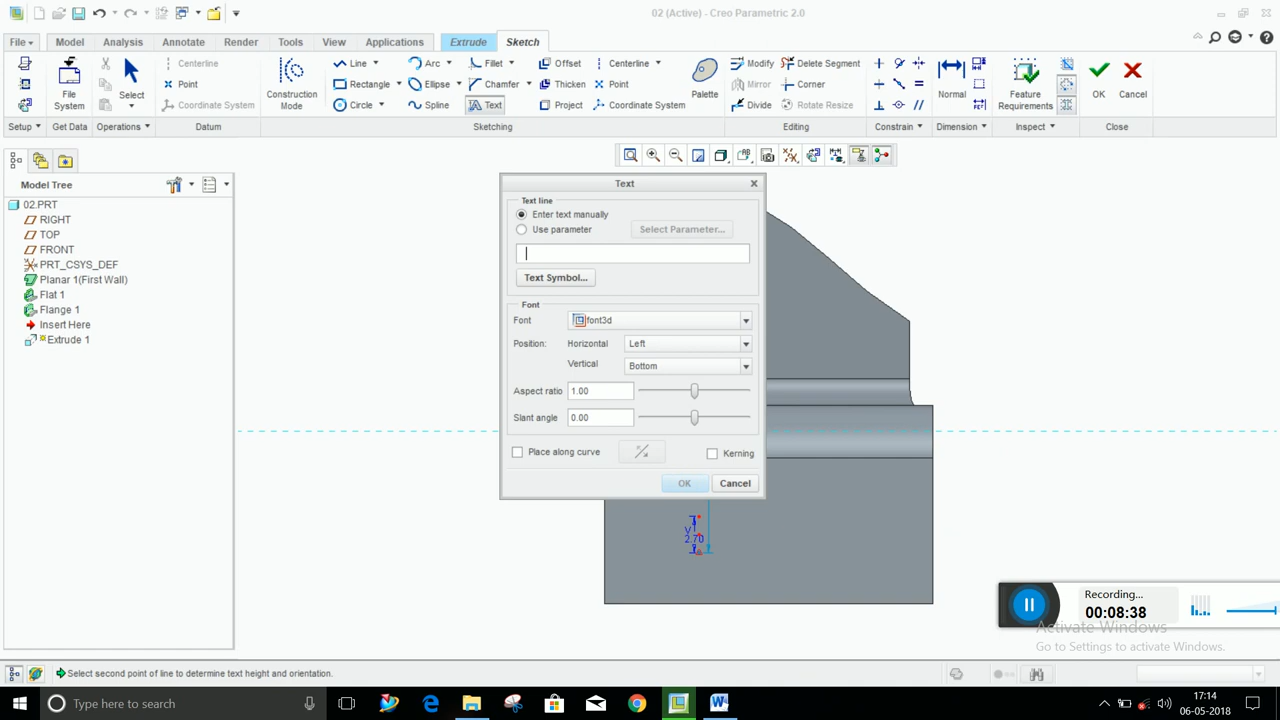 02 (Active) - Creo Parametric 2.0
File Model Analysis Annotate Render Tools View Applications Extrude Sketch
File System
Select
Centerline
Point
Coordinate System
Construction Mode
Line Arc Fillet Offset Centerline
Rectangle Ellipse Chamfer Thicken Point
Circle Spline Text Project Coordinate System
Palette
Modify Delete Segment
Mirror Corner
Divide Rotate Resize
Normal
Feature Requirements
OK Cancel
Setup Get Data Operations Datum Sketching Editing Constrain Dimension Inspect Close
Model Tree
02.PRT
RIGHT
TOP
FRONT
PRT_CSYS_DEF
Planar 1(First Wall)
Flat 1
Flange 1
Insert Here
Extrude 1
Text
Text line
Enter text manually
Use parameter Select Parameter...
Text Symbol...
Font
Font font3d
Position: Horizontal Left
Vertical Bottom
Aspect ratio 1.00
Slant angle 0.00
Place along curve Kerning
OK Cancel
V
2.70
Recording...
00:08:38
Activate Windows
Go to Settings to activate Windows.
Select second point of line to determine text height and orientation.
Type here to search
17:14
06-05-2018